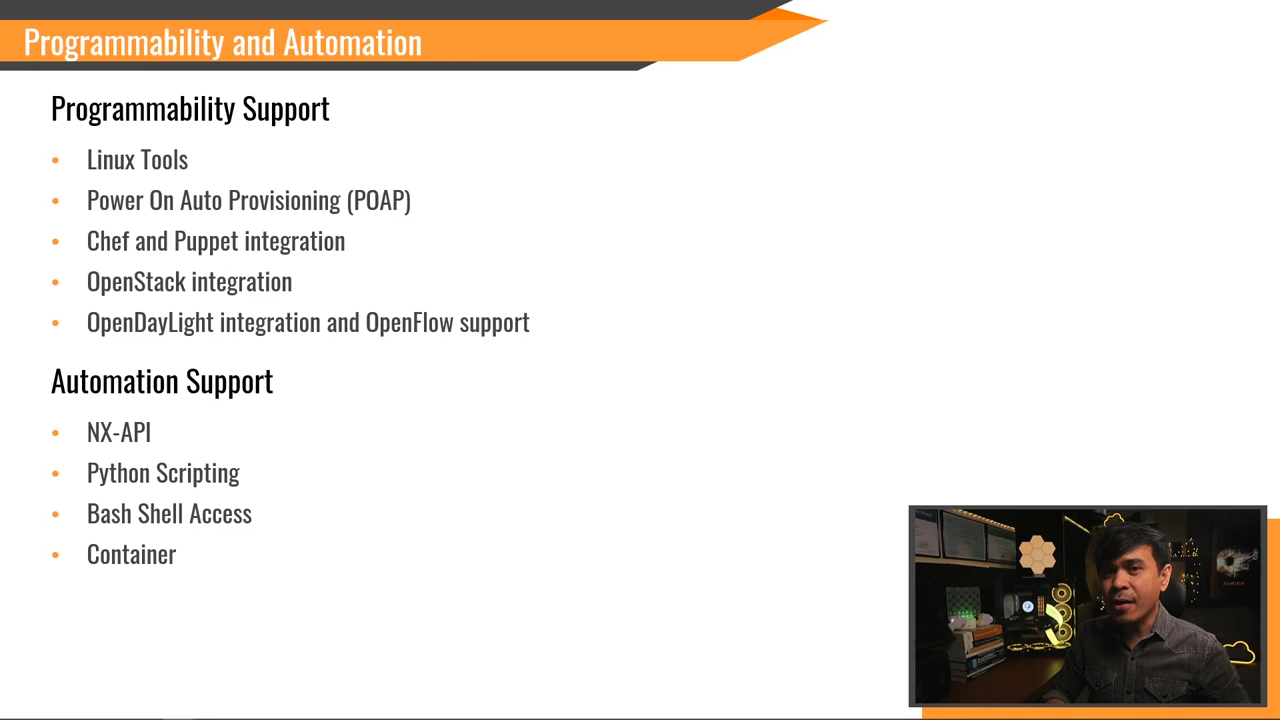 Programmability and Automation
Programmability Support
• Linux Tools
• Power On Auto Provisioning (POAP)
• Chef and Puppet integration
• OpenStack integration
• OpenDayLight integration and OpenFlow support
Automation Support
• NX-API
• Python Scripting
• Bash Shell Access
• Container